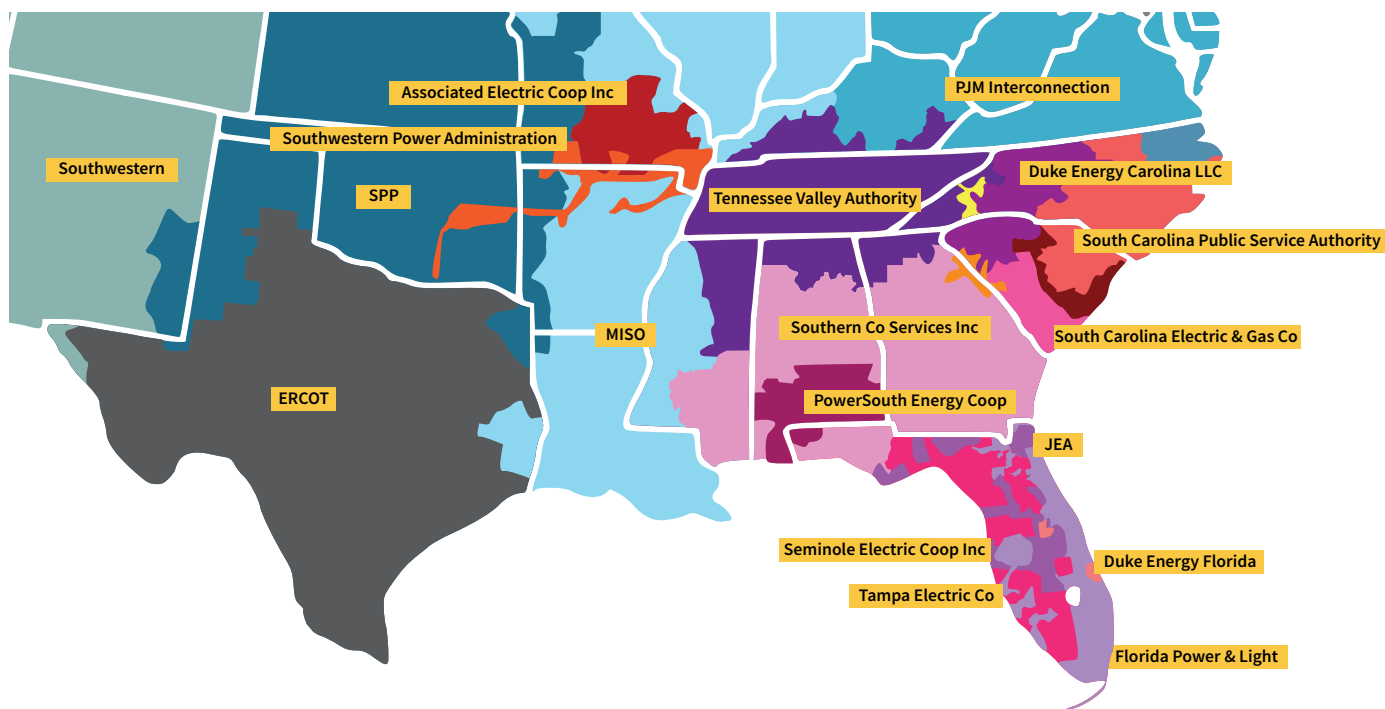 PJM Interconnection
Associated Electric Coop Inc
Southwestern Power Administration
Southwestern
Duke Energy Carolina LLC
SPP
Tennessee Valley Authority
South Carolina Public Service Authority
Southern Co Services Inc
MISO
South Carolina Electric & Gas Co
ERCOT
PowerSouth Energy Coop
JEA
Seminole Electric Coop Inc
Duke Energy Florida
Tampa Electric Co
Florida Power & Light